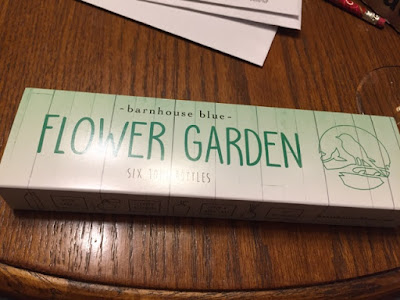 - barnhouse blue -
FLOWER GARDEN
SIX